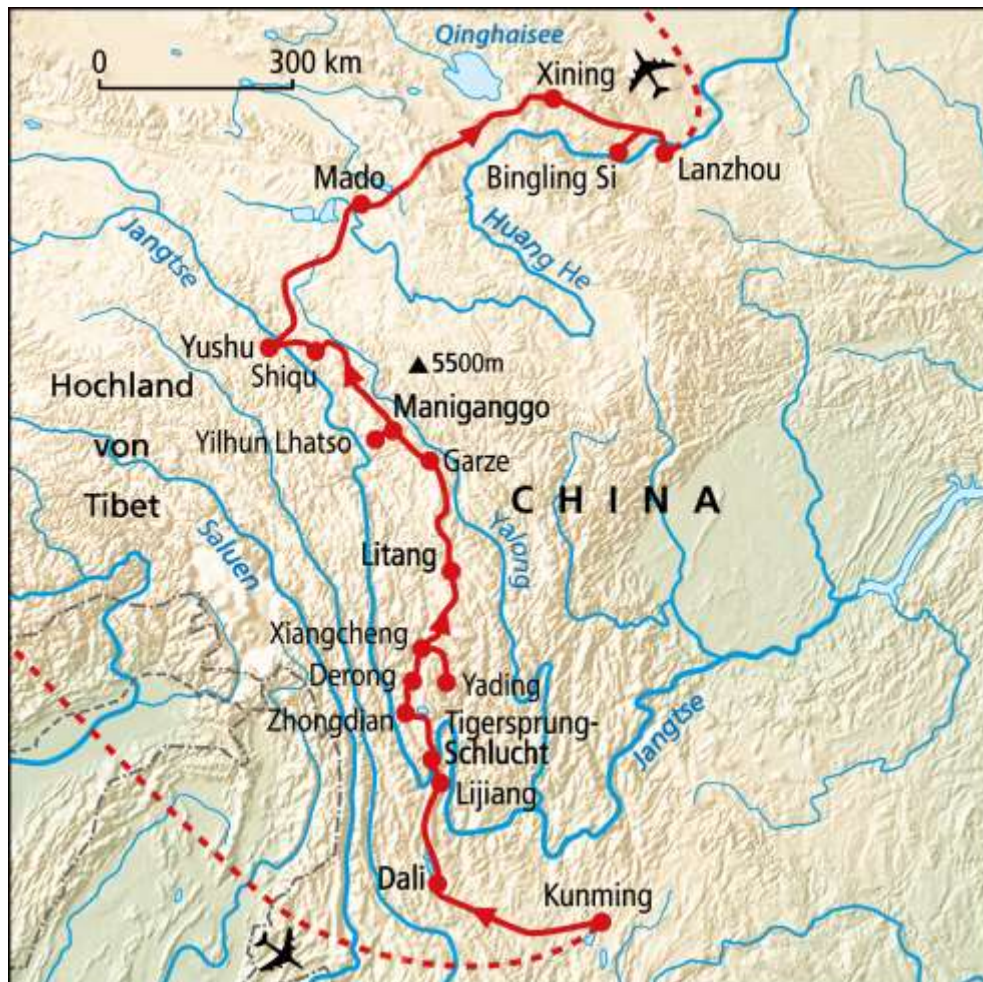 Qinghaisee
0 300 km
Xining
Bingling Si
Lanzhou
Mado
Huang He
Jangtse
Yushu
Shiqu
▲ 5500m
Hochland
von
Tibet
Maniganggo
Yilhun Lhatso
Garze
CHINA
Saluen
Litang
Yalong
Xiangcheng
Derong
Yading
Zhongdian
Tigersprung-
Schlucht
Jangtse
Lijiang
Dali
Kunming